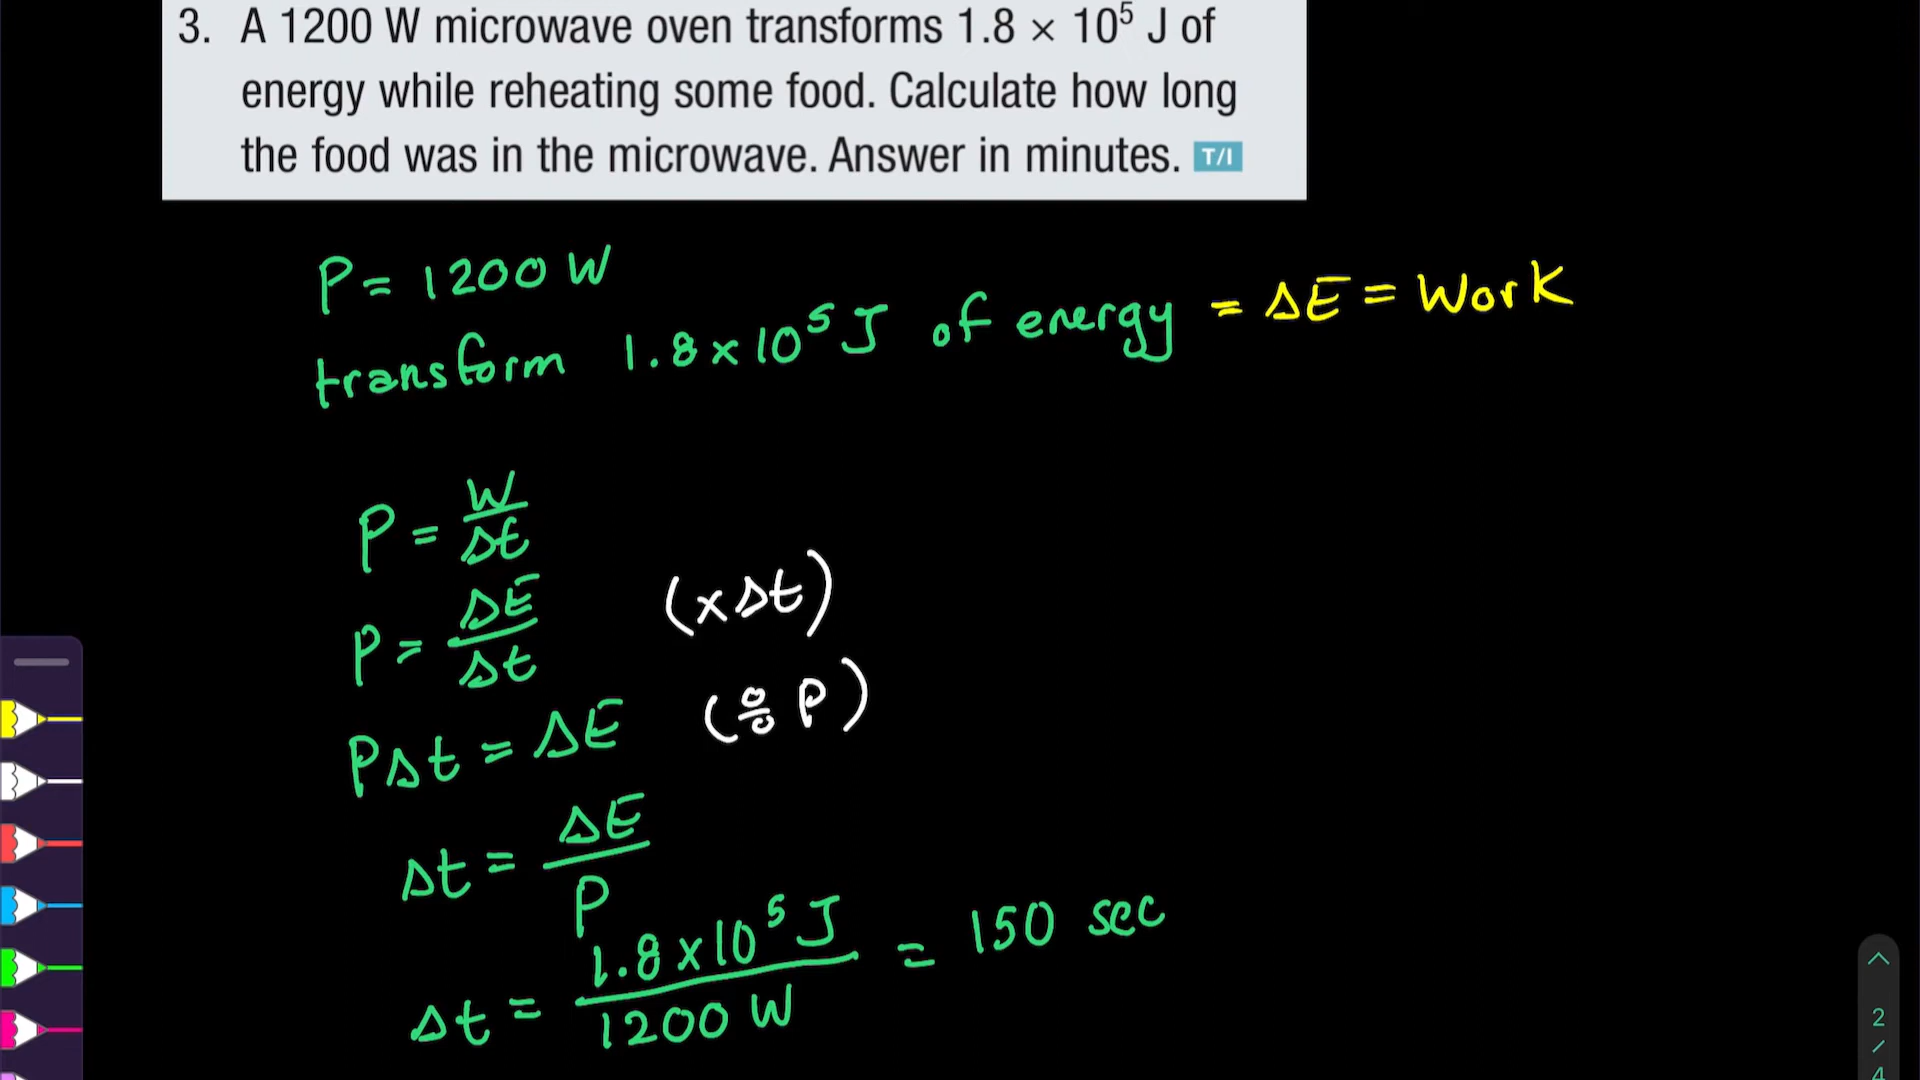 3. A 1200 W microwave oven transforms 1.8 × 10⁵ J of
energy while reheating some food. Calculate how long
the food was in the microwave. Answer in minutes. T/I
P = 1200 W
transform 1.8 x 10⁵ J of energy = ΔE = Work
P = W/Δt
P = ΔE/Δt (xΔt)
PΔt = ΔE (÷ P)
Δt = ΔE/P
Δt = 1.8 x 10⁵ J/1200 W = 150 sec
2
/
4